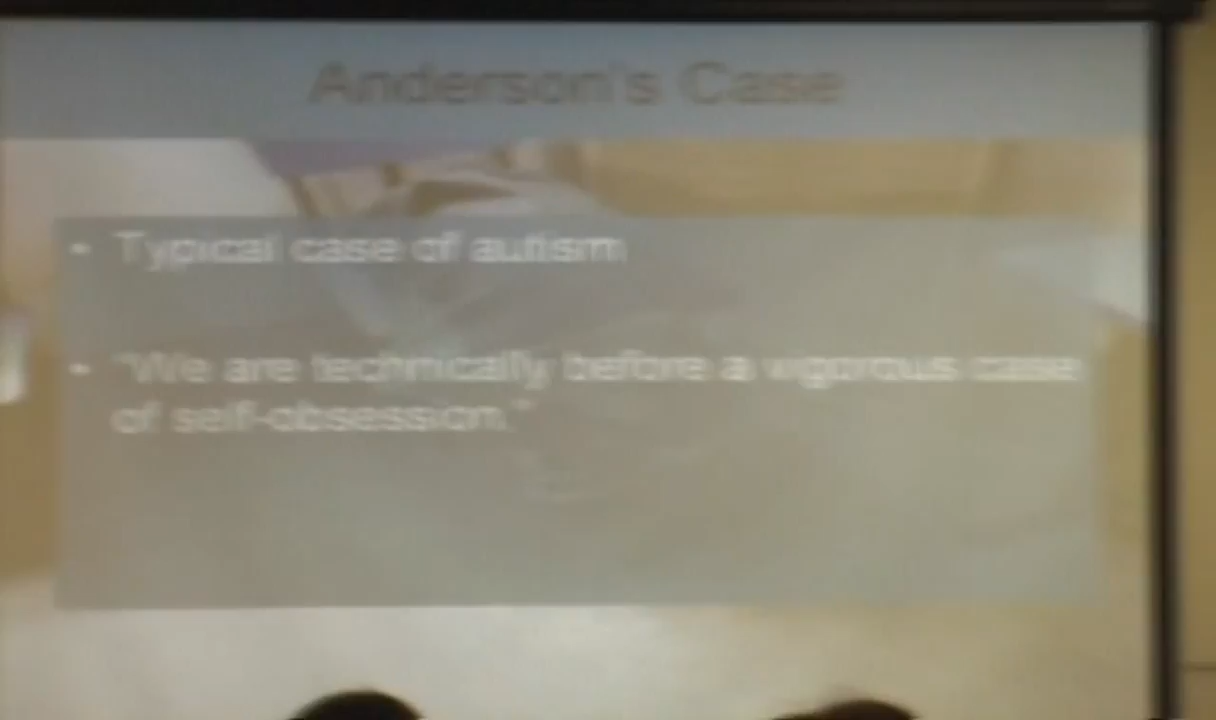 Anderson's Case
• Typical case of autism
• "We are technically before a vigorous case
of self-obsession."